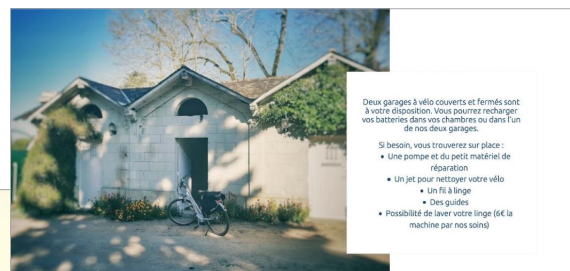 Deux garages à vélo couverts et fermés sont
à votre disposition. Vous pourrez recharger
vos batteries dans vos chambres ou dans l'un
de nos deux garages.
Si besoin, vous trouverez sur place :
• Une pompe et du petit matériel de
réparation
• Un jet pour nettoyer votre vélo
• Un fil à linge
• Des guides
• Possibilité de laver votre linge (6€ la
machine par nos soins)